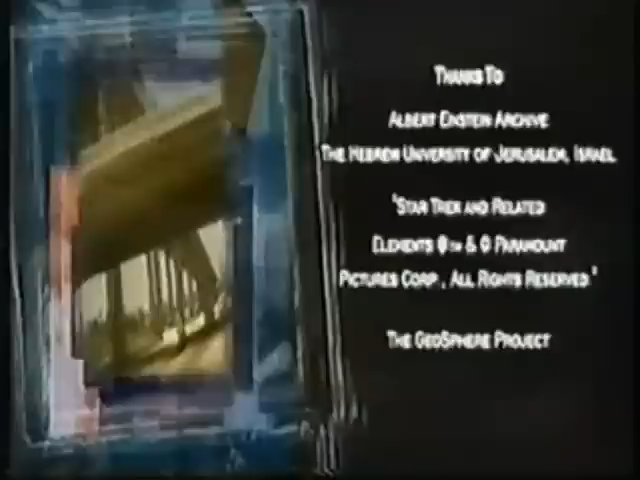 THANKS TO
ALBERT EINSTEIN ARCHIVE
THE HEBREW UNIVERSITY OF JERUSALEM, ISRAEL
"STAR TREK AND RELATED
ELEMENTS ® TM & © PARAMOUNT
PICTURES CORP., ALL RIGHTS RESERVED"
THE GEOSPHERE PROJECT